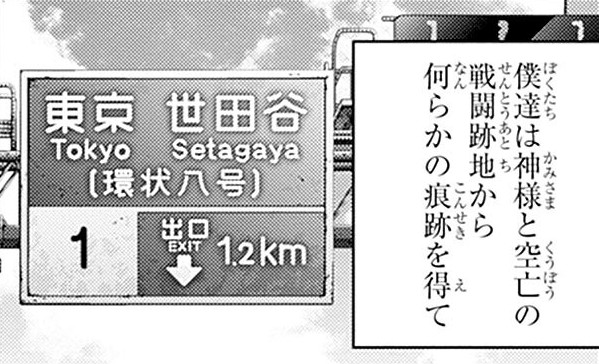 僕達は神様と空亡の
戦闘跡地から
何らかの痕跡を得て
東京 世田谷
Tokyo Setagaya
(環状八号)
1
出口
EXIT
1.2km